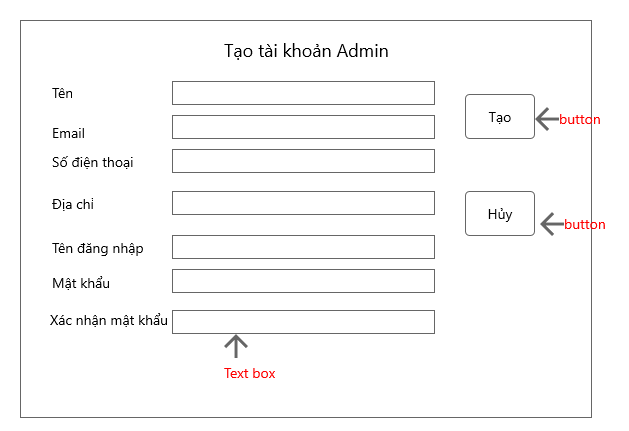 Tạo tài khoản Admin
Tên
Tạo
button
Email
Số điện thoại
Địa chỉ
Hủy
button
Tên đăng nhập
Mật khẩu
Xác nhận mật khẩu
Text box